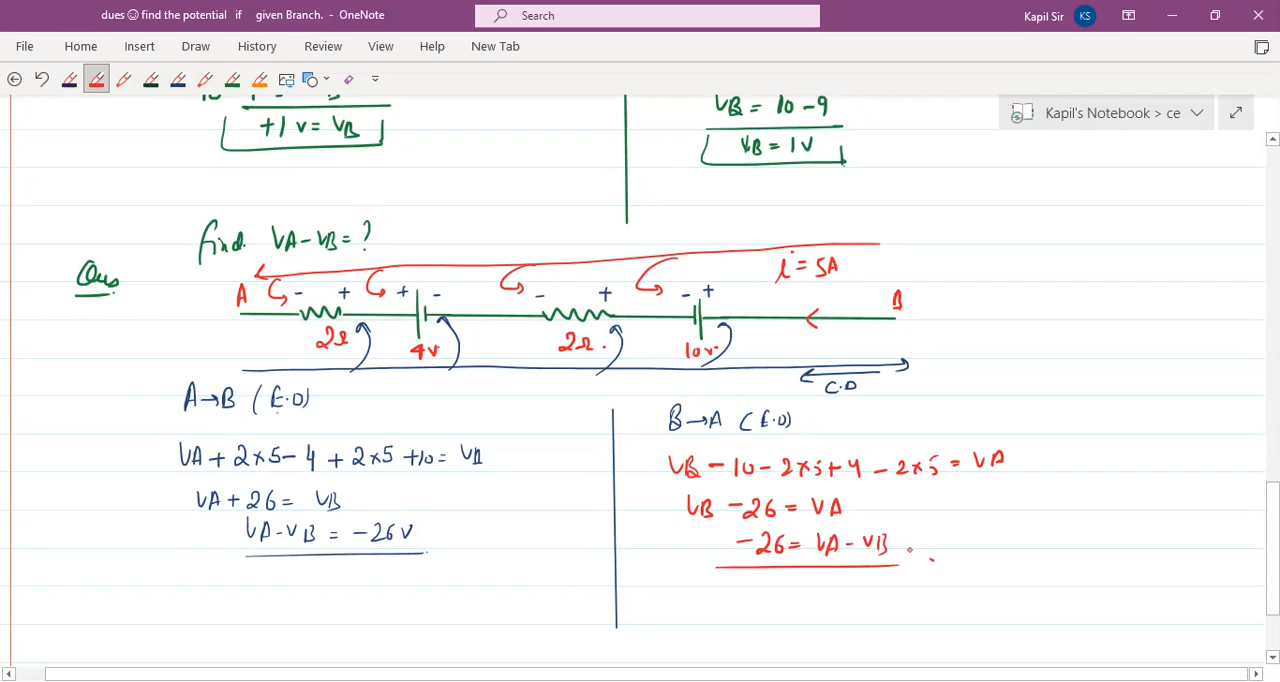 dues ☺ find the potential if given Branch. - OneNote
Search
Kapil Sir KS
File Home Insert Draw History Review View Help New Tab
Kapil's Notebook > ce
+1 v = VB
VB = 10 - 9
VB = 1V
find VA - VB = ?
Ques
i = 5A
A - + + - - + - + B
2Ω 4v 2Ω. 10v.
C.D
A→B (E.D)
VA + 2×5 - 4 + 2×5 + 10 = VB
VA + 26 = VB
VA - VB = -26 V
B→A (E.D)
VB - 10 - 2×5 + 4 - 2×5 = VA
VB - 26 = VA
-26 = VA - VB